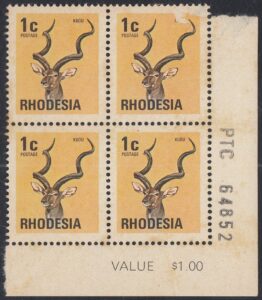 1c POSTAGE KUDU
RHODESIA
1c POSTAGE KUDU
RHODESIA
1c POSTAGE KUDU
RHODESIA
1c POSTAGE KUDU
RHODESIA
PTC 64852
VALUE $1.00